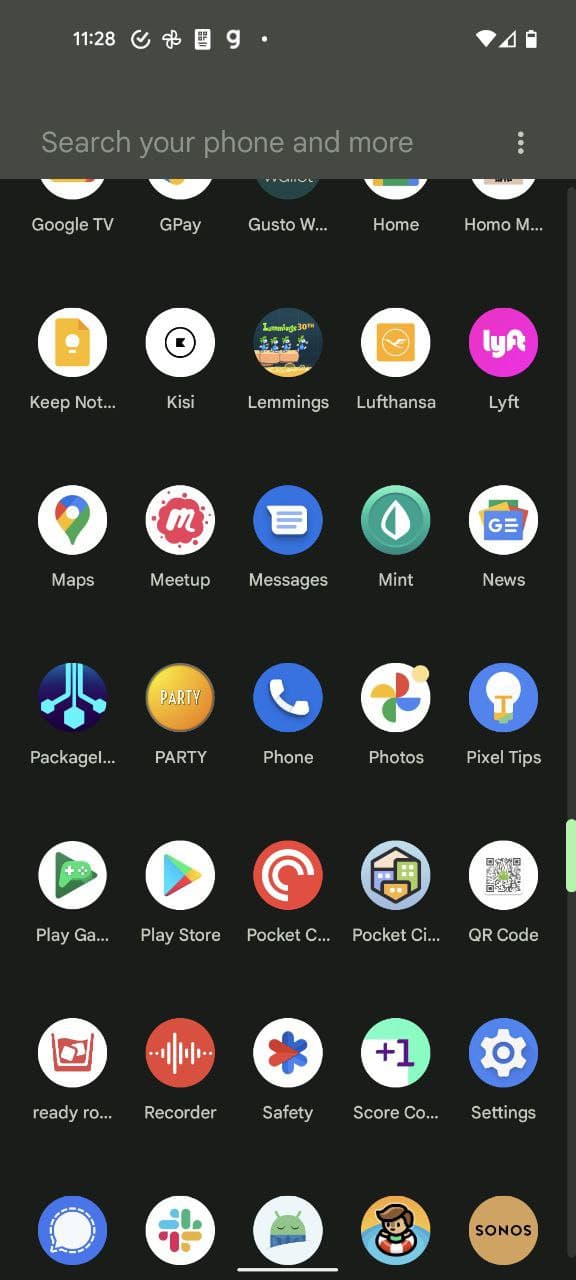 11:28
Search your phone and more
Google TV
GPay
Gusto W...
Home
Homo M...
Lemmings 30TH
lyft
Keep Not...
Kisi
Lemmings
Lufthansa
Lyft
m
GE
Maps
Meetup
Messages
Mint
News
PARTY
PackageI...
PARTY
Phone
Photos
Pixel Tips
Play Ga...
Play Store
Pocket C...
Pocket Ci...
QR Code
+1
ready ro...
Recorder
Safety
Score Co...
Settings
SONOS